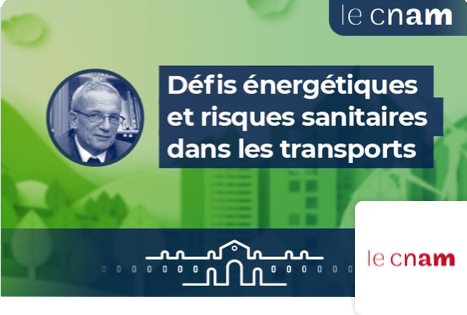 le cnam
Défis énergétiques
et risques sanitaires
dans les transports
le cnam